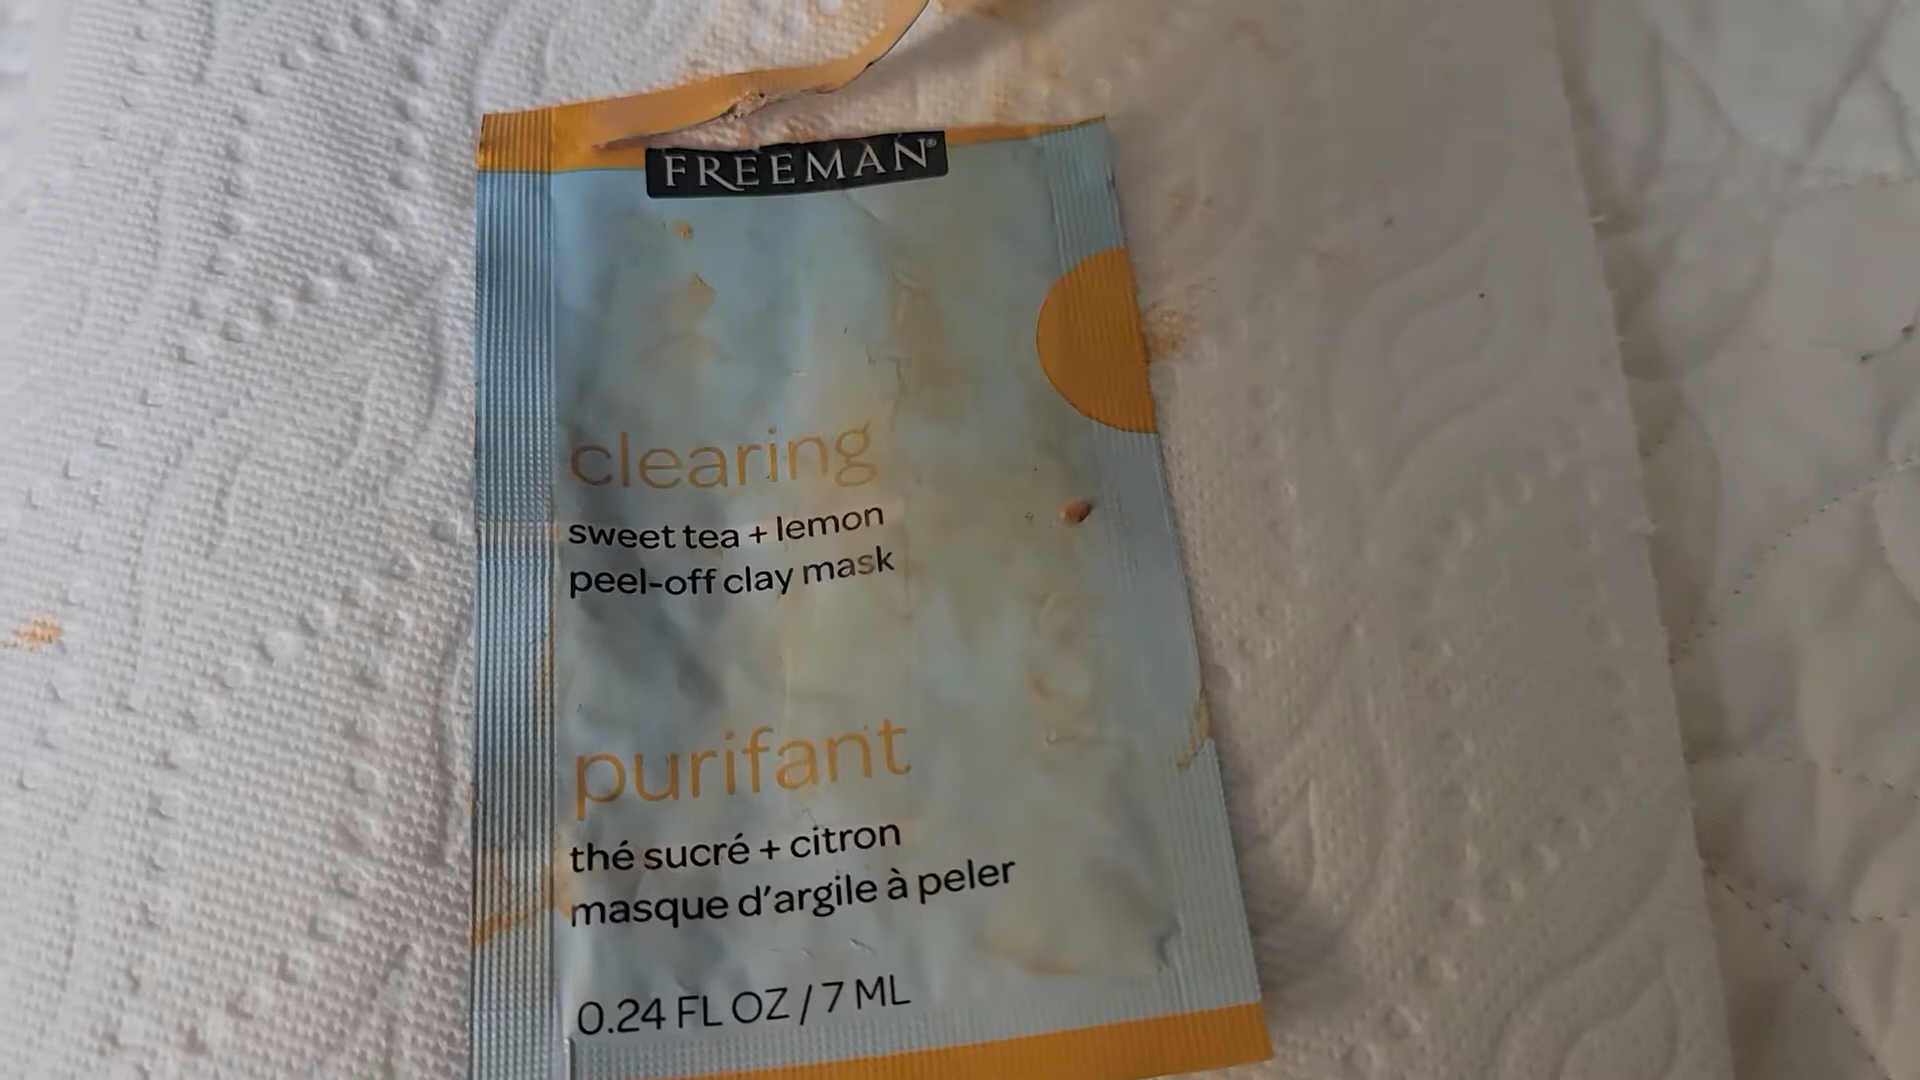 FREEMAN®
clearing
sweet tea + lemon
peel-off clay mask
purifant
thé sucré + citron
masque d'argile à peler
0.24 FL OZ / 7 ML